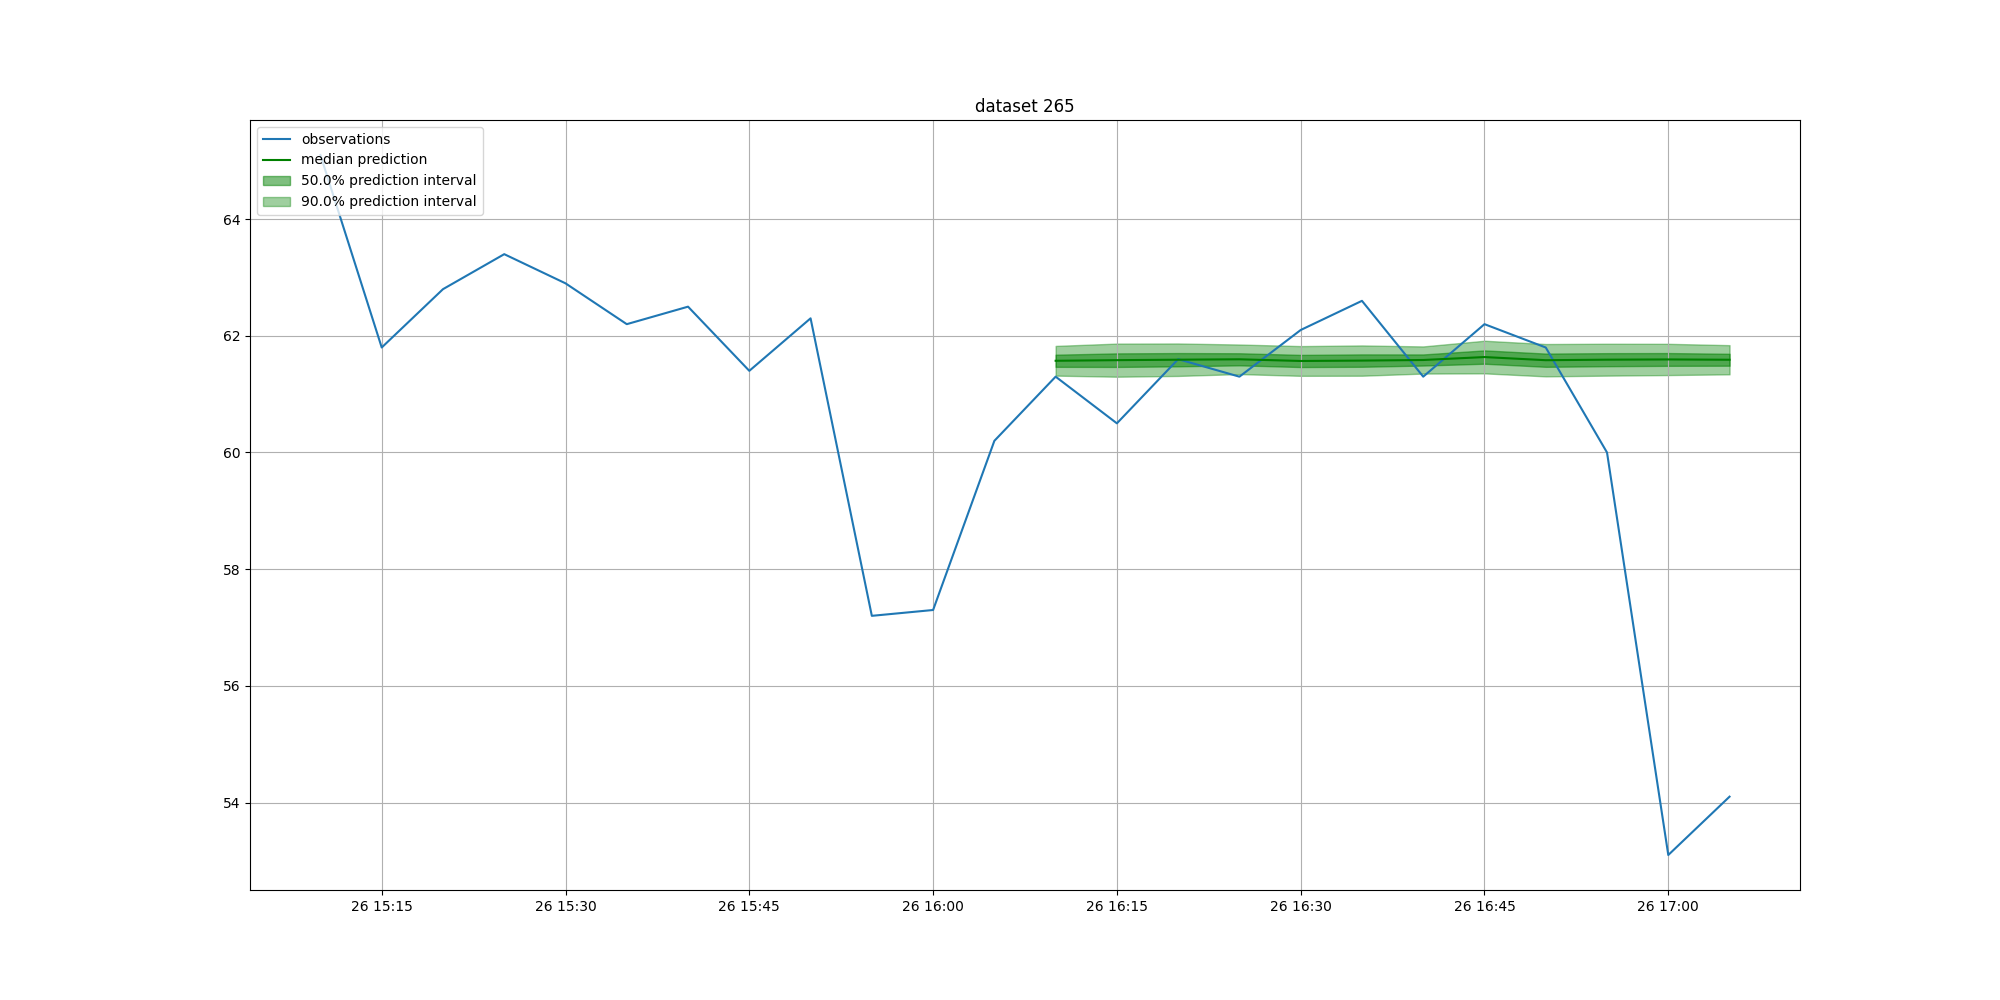 dataset 265
observations
median prediction
50.0% prediction interval
90.0% prediction interval
64
62
60
58
56
54
26 15:15
26 15:30
26 15:45
26 16:00
26 16:15
26 16:30
26 16:45
26 17:00